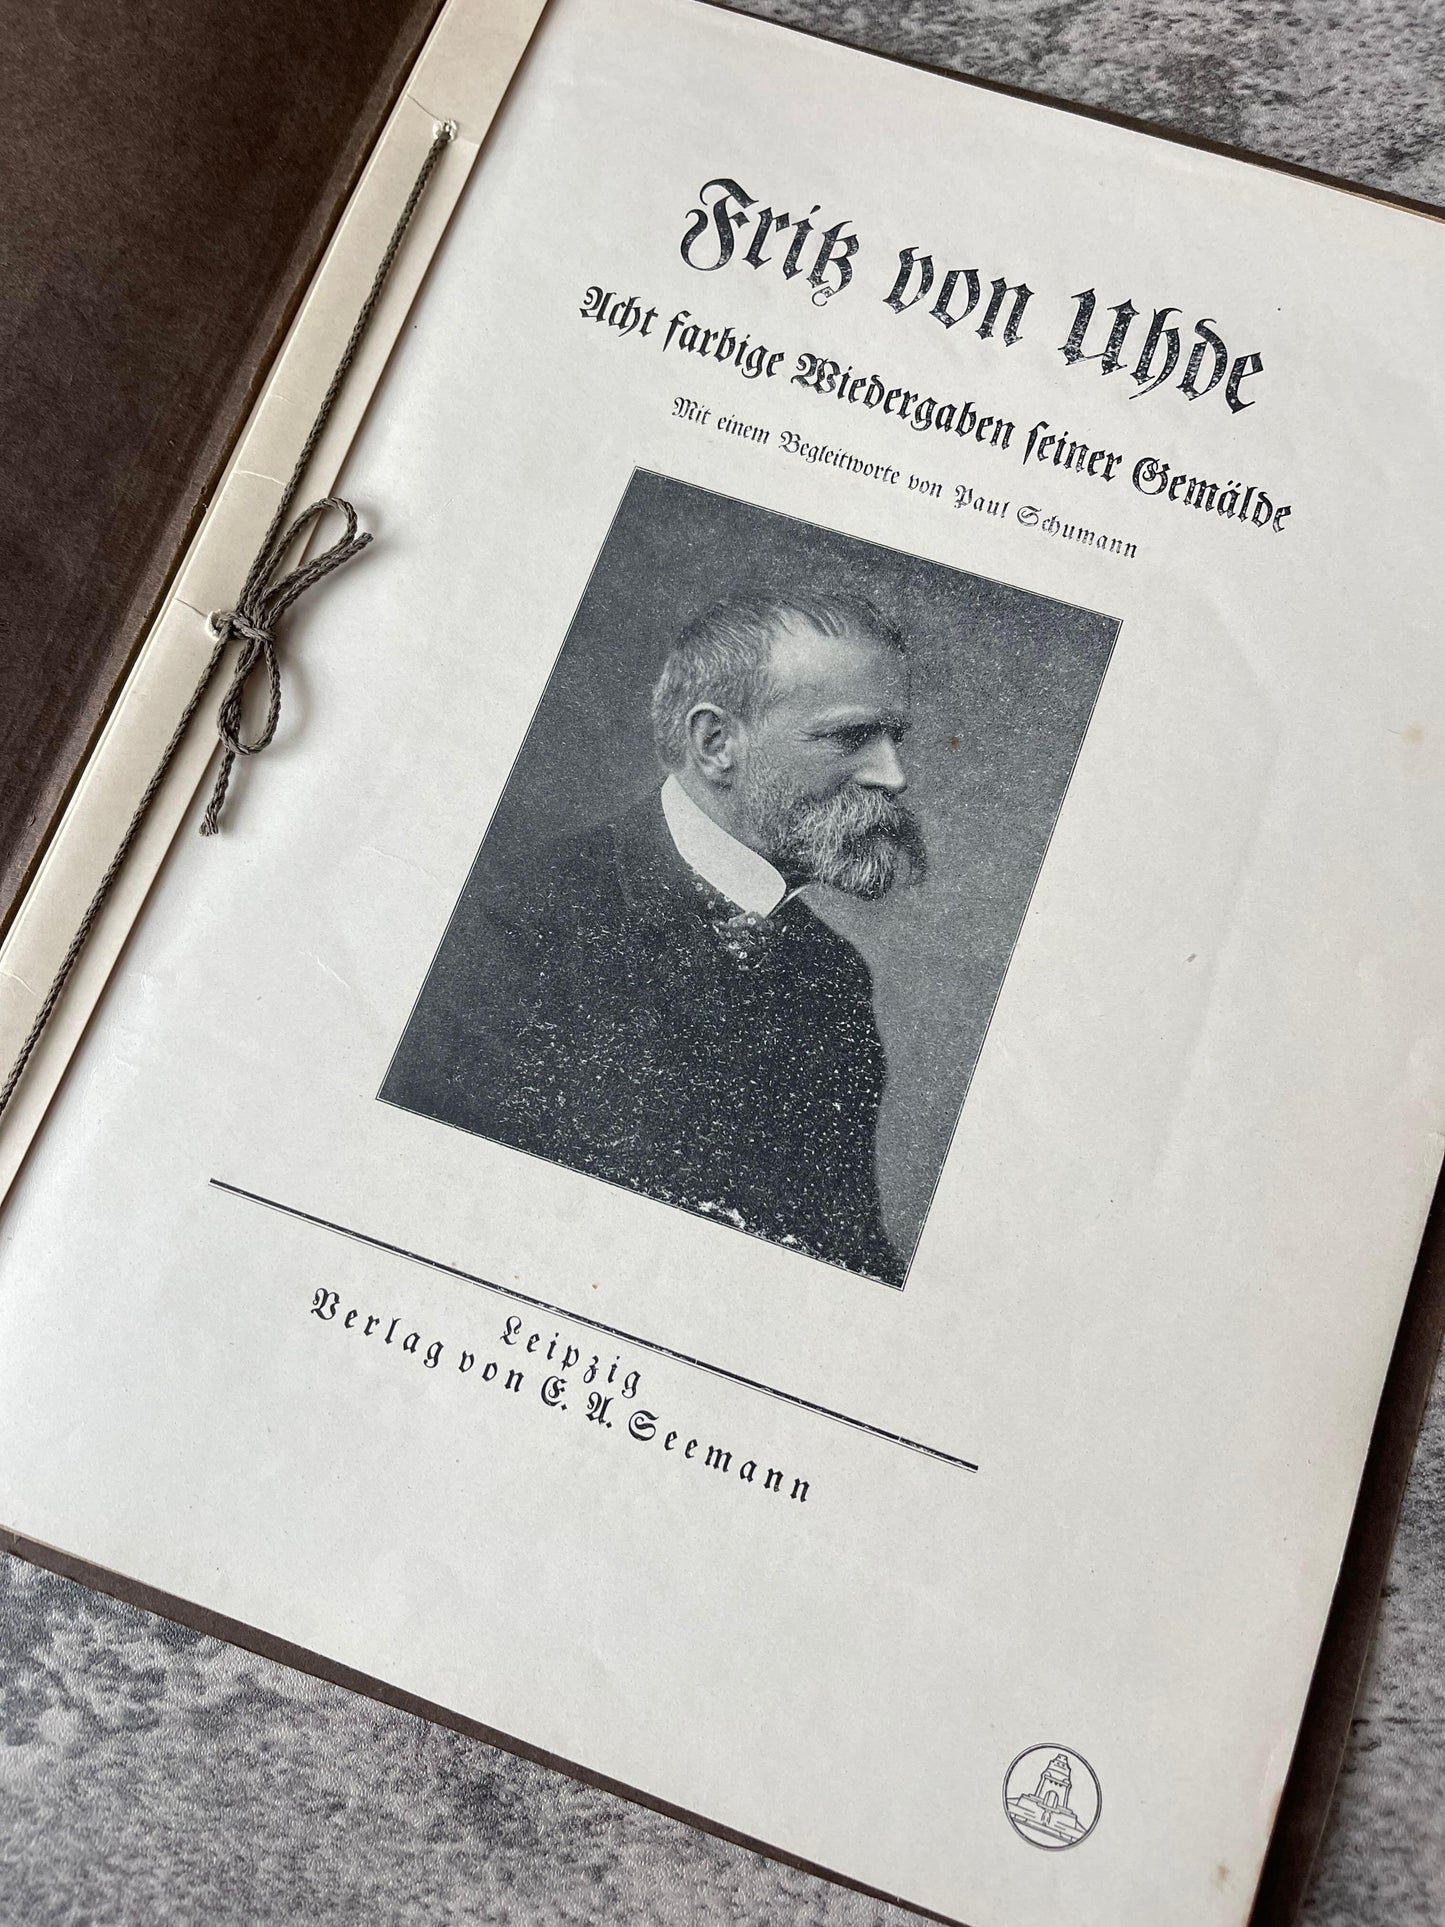 Fritz von Uhde
Acht farbige Wiedergaben seiner Gemälde
Mit einem Begleitworte von Paul Schumann
Leipzig
Verlag von E. A. Seemann